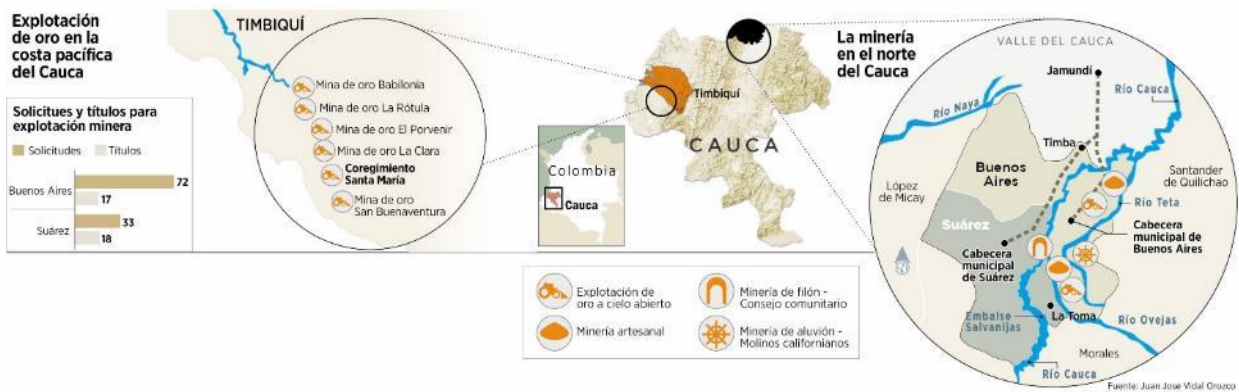 Explotación
de oro en la
costa pacífica
del Cauca
Solicitues y títulos para
explotación minera
Solicitudes
Títulos
Buenos Aires
72
17
Suárez
33
18
TIMBIQUÍ
Mina de oro Babilonia
Mina de oro La Rótula
Mina de oro El Porvenir
Mina de oro La Clara
Coregimiento
Santa María
Mina de oro
San Buenaventura
Timbiquí
CAUCA
Colombia
Cauca
Explotación de
oro a cielo abierto
Minería artesanal
Minería de filón -
Consejo comunitario
Minería de aluvión -
Molinos californianos
La minería
en el norte
del Cauca
VALLE DEL CAUCA
Jamundí
Río Cauca
Río Naya
Timba
Buenos
Aires
Santander
de Quilichao
López
de Micay
Río Teta
Suárez
Cabecera
municipal de
Buenos Aires
Cabecera
municipal
de Suárez
N
La Toma
Embalse
Salvanijas
Río Ovejas
Morales
Río Cauca
Fuente: Juan Jose Vidal Orozco